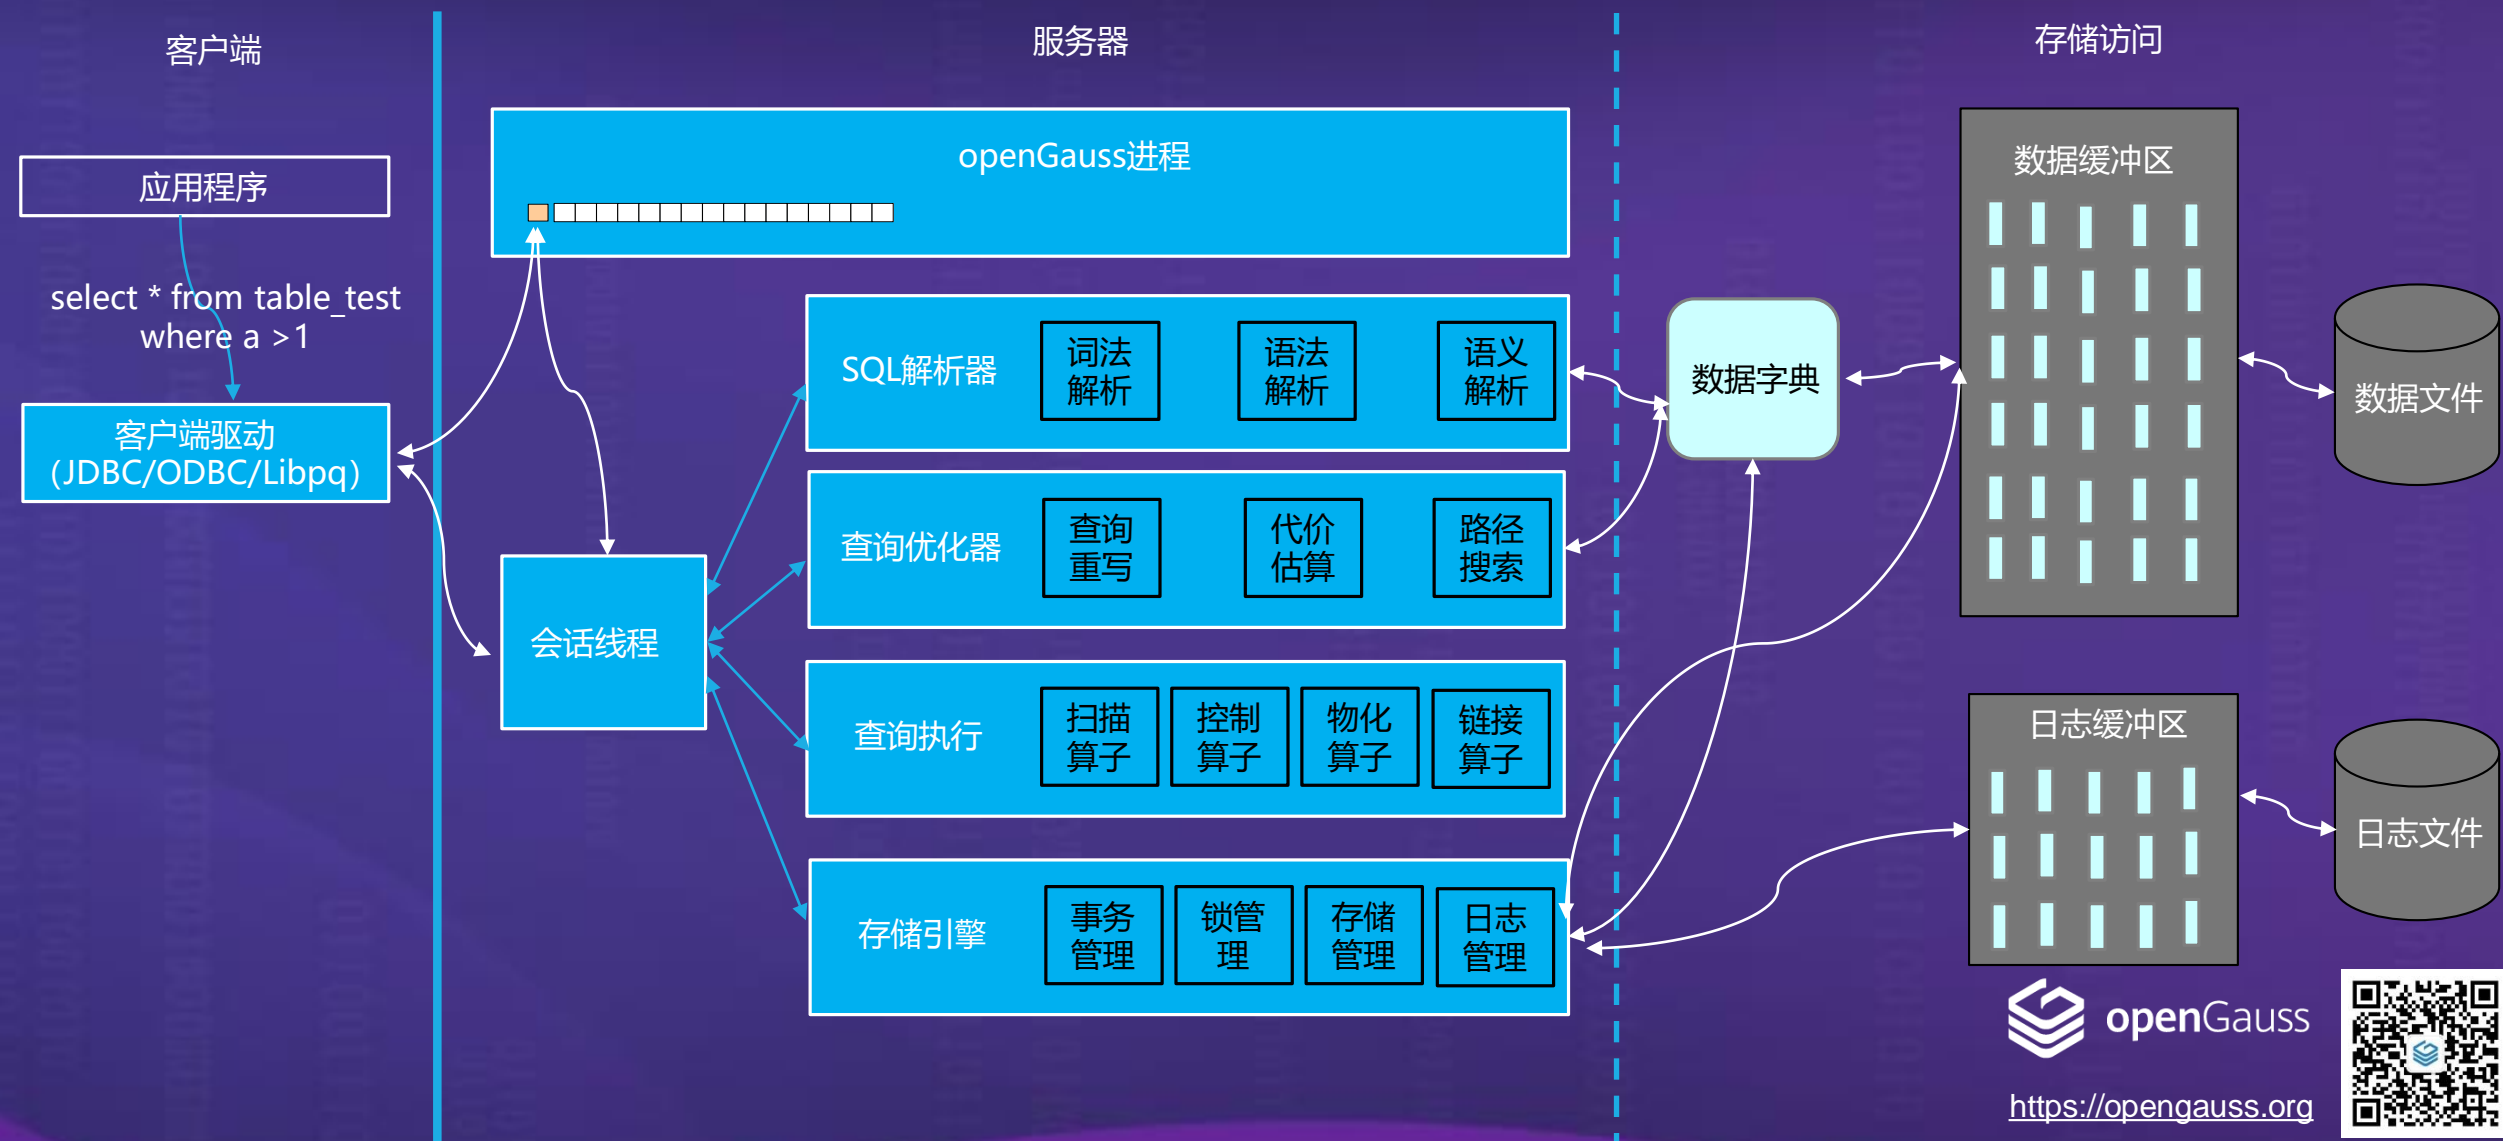 客户端
服务器
存储访问
应用程序
select * from table_test
where a >1
客户端驱动
（JDBC/ODBC/Libpq）
openGauss进程
会话线程
SQL解析器
词法
解析
语法
解析
语义
解析
查询优化器
查询
重写
代价
估算
路径
搜索
查询执行
扫描
算子
控制
算子
物化
算子
链接
算子
存储引擎
事务
管理
锁管
理
存储
管理
日志
管理
数据字典
数据缓冲区
数据文件
日志缓冲区
日志文件
openGauss
https://opengauss.org